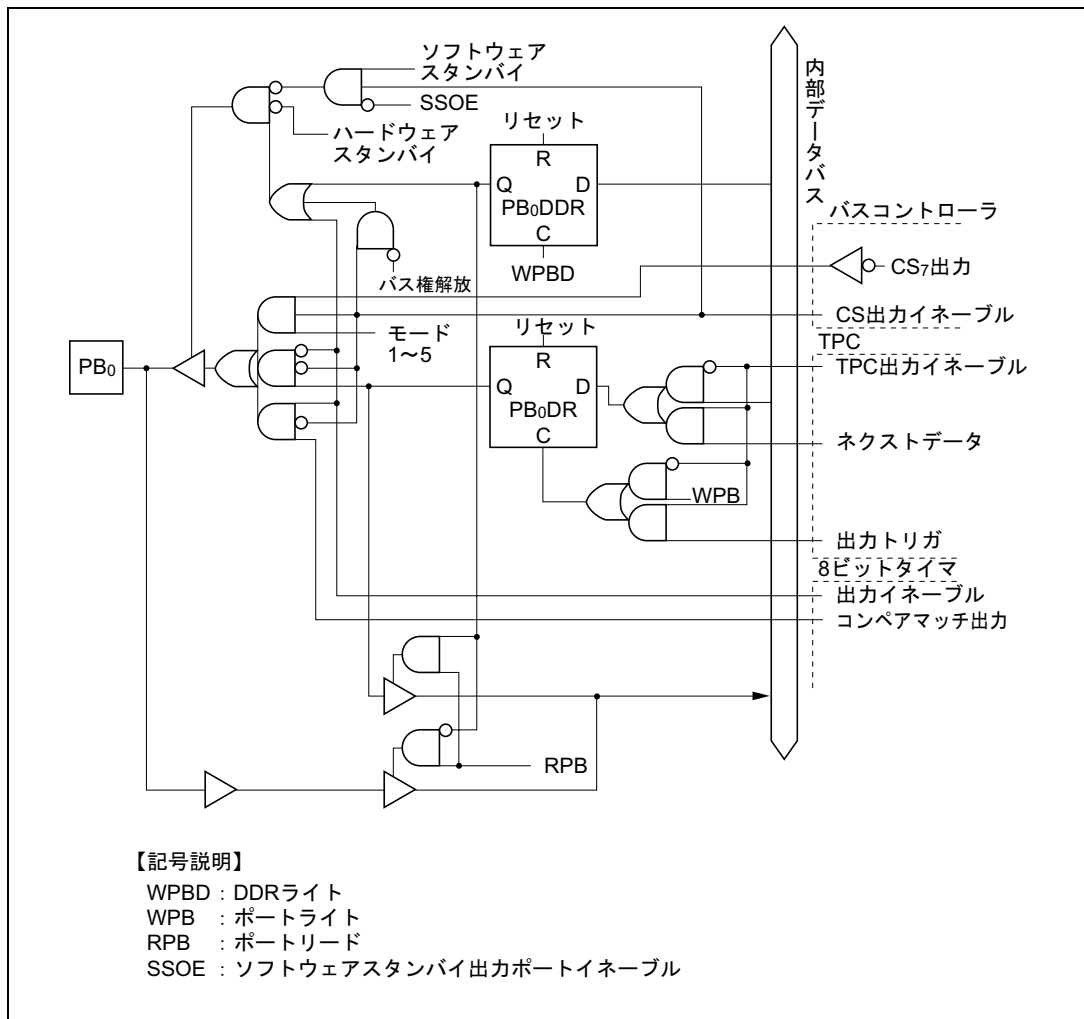 ソフトウェア
スタンバイ
SSOE
ハードウェア
スタンバイ
リセット
R
Q D
PB₀DDR
C
WPBD
内部データバス
バスコントローラ
CS₇出力
バス権解放
CS出力イネーブル
モード
1～5
リセット
TPC
TPC出力イネーブル
PB₀
R
Q D
PB₀DR
C
ネクストデータ
WPB
出力トリガ
8ビットタイマ
出力イネーブル
コンペアマッチ出力
RPB
【記号説明】
WPBD : DDRライト
WPB : ポートライト
RPB : ポートリード
SSOE : ソフトウェアスタンバイ出力ポートイネーブル